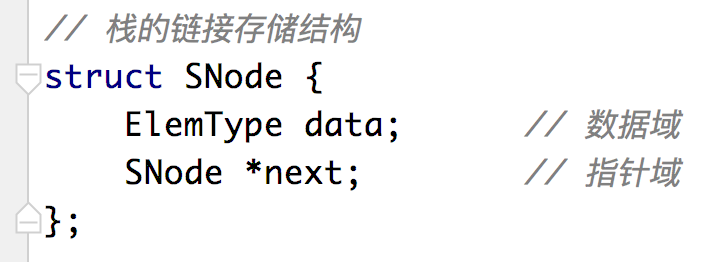 // 栈的链接存储结构
struct SNode {
    ElemType data;      // 数据域
    SNode *next;        // 指针域
};